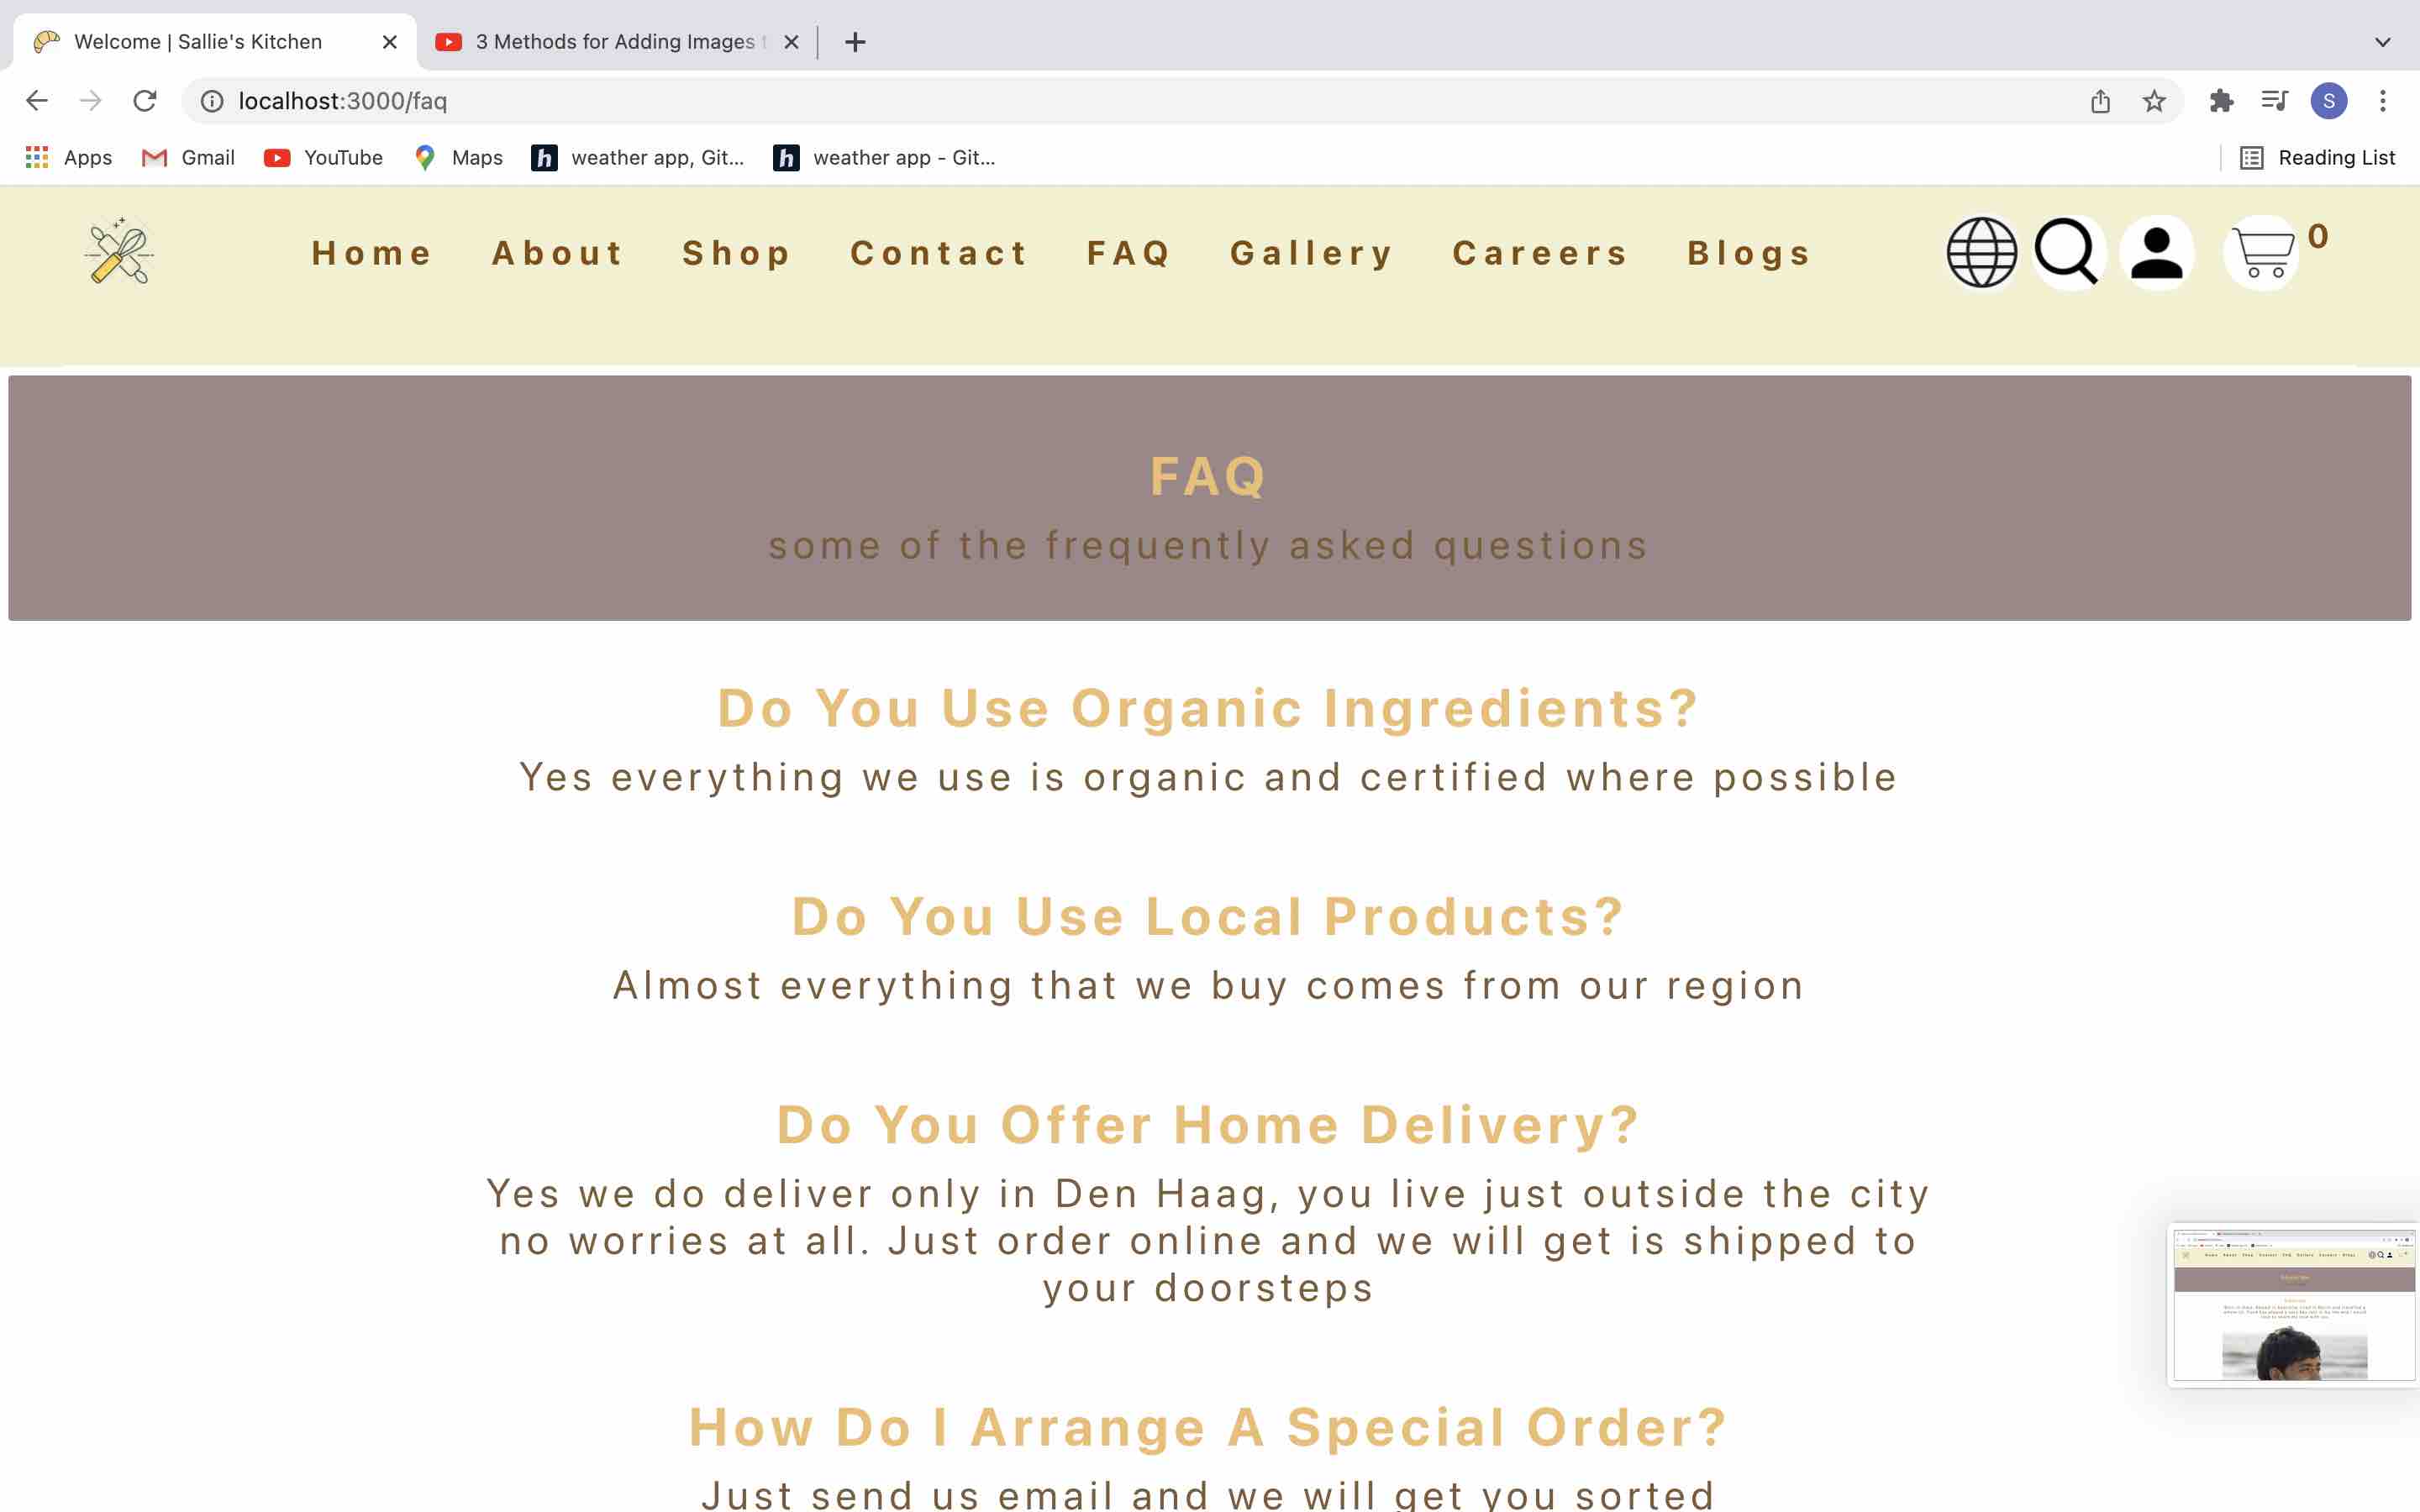 Welcome | Sallie's Kitchen
3 Methods for Adding Images
localhost:3000/faq
S
Apps
Gmail
YouTube
Maps
h weather app, Git...
h weather app - Git...
Reading List
Home About Shop Contact FAQ Gallery Careers Blogs
0
FAQ
some of the frequently asked questions
Do You Use Organic Ingredients?
Yes everything we use is organic and certified where possible
Do You Use Local Products?
Almost everything that we buy comes from our region
Do You Offer Home Delivery?
Yes we do deliver only in Den Haag, you live just outside the city
no worries at all. Just order online and we will get is shipped to
your doorsteps
How Do I Arrange A Special Order?
Just send us email and we will get you sorted